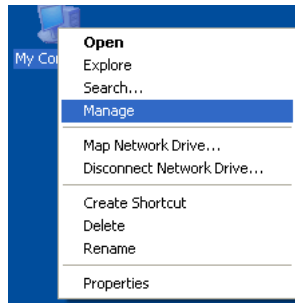 Open
My Co
Explore
Search...
Manage
Map Network Drive...
Disconnect Network Drive...
Create Shortcut
Delete
Rename
Properties